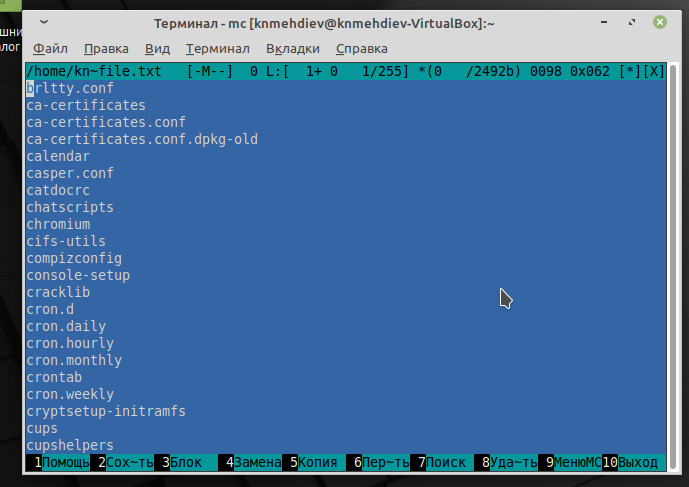 шни
алог
Терминал - mc [knmehdiev@knmehdiev-VirtualBox]:~
Файл Правка Вид Терминал Вкладки Справка
/home/kn~file.txt [-M--] 0 L:[ 1+ 0 1/255] *(0 /2492b) 0098 0x062 [*][X]
brltty.conf
ca-certificates
ca-certificates.conf
ca-certificates.conf.dpkg-old
calendar
casper.conf
catdocrc
chatscripts
chromium
cifs-utils
compizconfig
console-setup
cracklib
cron.d
cron.daily
cron.hourly
cron.monthly
crontab
cron.weekly
cryptsetup-initramfs
cups
cupshelpers
1Помощь 2Сох~ть 3Блок 4Замена 5Копия 6Пер~ть 7Поиск 8Уда~ть 9МенюMC 10Выход